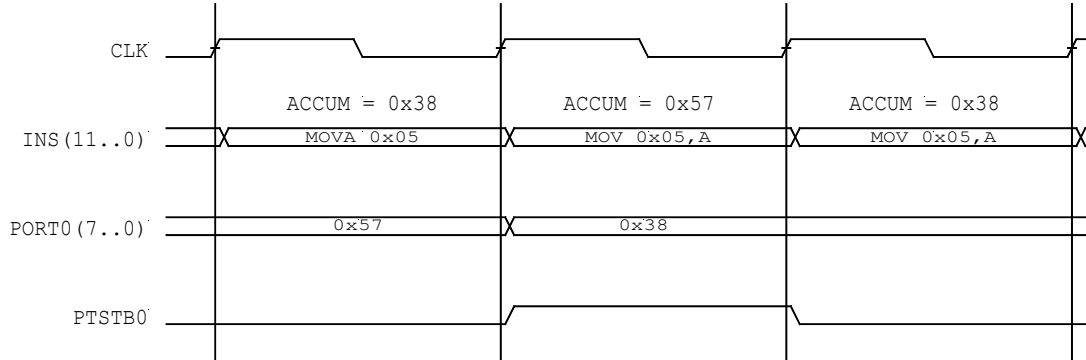 CLK
ACCUM = 0x38 ACCUM = 0x57 ACCUM = 0x38
INS(11..0) MOVA 0x05 MOV 0x05,A MOV 0x05,A
PORT0(7..0) 0x57 0x38
PTSTB0